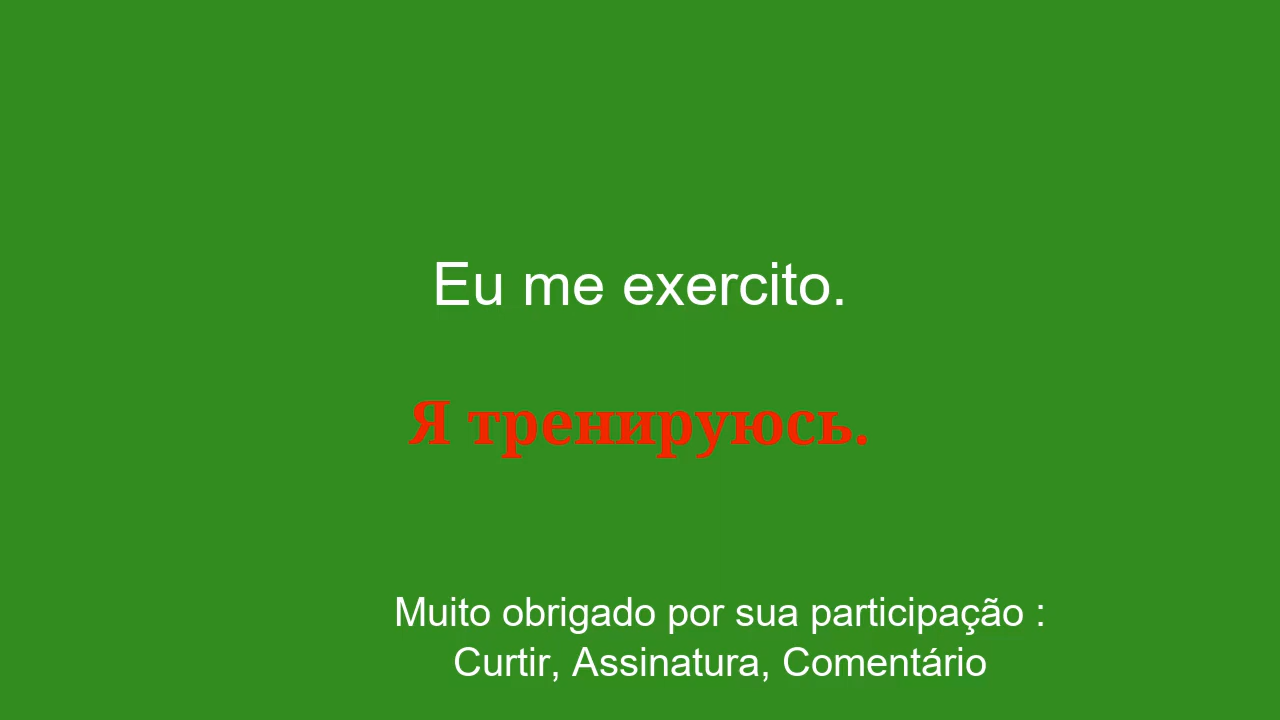 Eu me exercito.
Я тренируюсь.
Muito obrigado por sua participação :
Curtir, Assinatura, Comentário